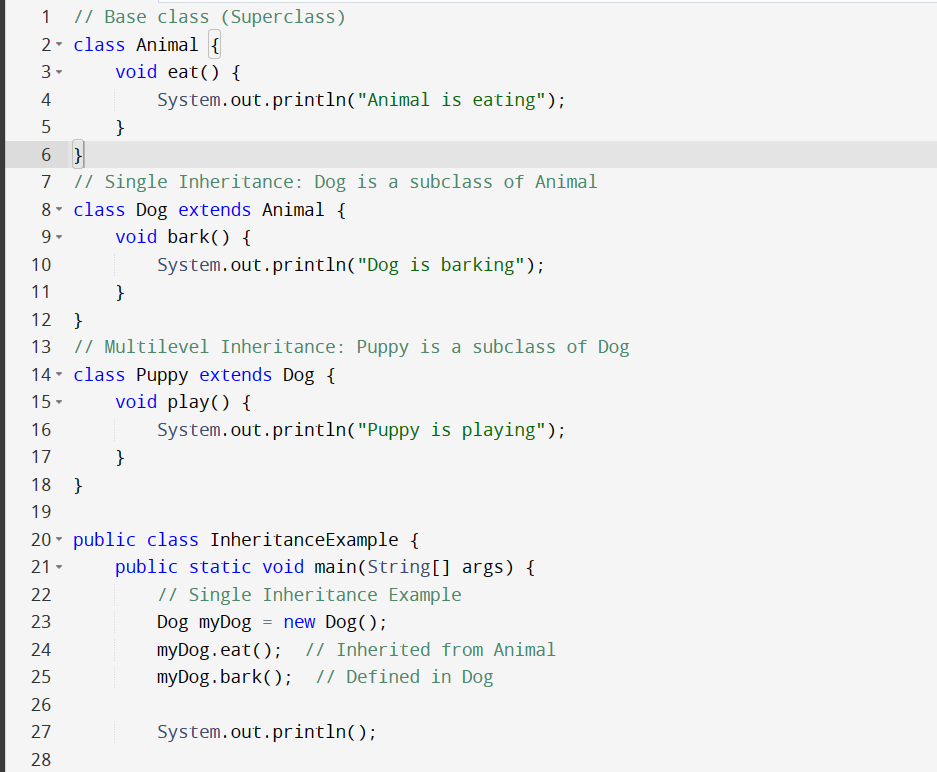 1 // Base class (Superclass)
2 class Animal {
3     void eat() {
4         System.out.println("Animal is eating");
5     }
6 }
7 // Single Inheritance: Dog is a subclass of Animal
8 class Dog extends Animal {
9     void bark() {
10         System.out.println("Dog is barking");
11     }
12 }
13 // Multilevel Inheritance: Puppy is a subclass of Dog
14 class Puppy extends Dog {
15     void play() {
16         System.out.println("Puppy is playing");
17     }
18 }
19
20 public class InheritanceExample {
21     public static void main(String[] args) {
22         // Single Inheritance Example
23         Dog myDog = new Dog();
24         myDog.eat();  // Inherited from Animal
25         myDog.bark();  // Defined in Dog
26
27         System.out.println();
28